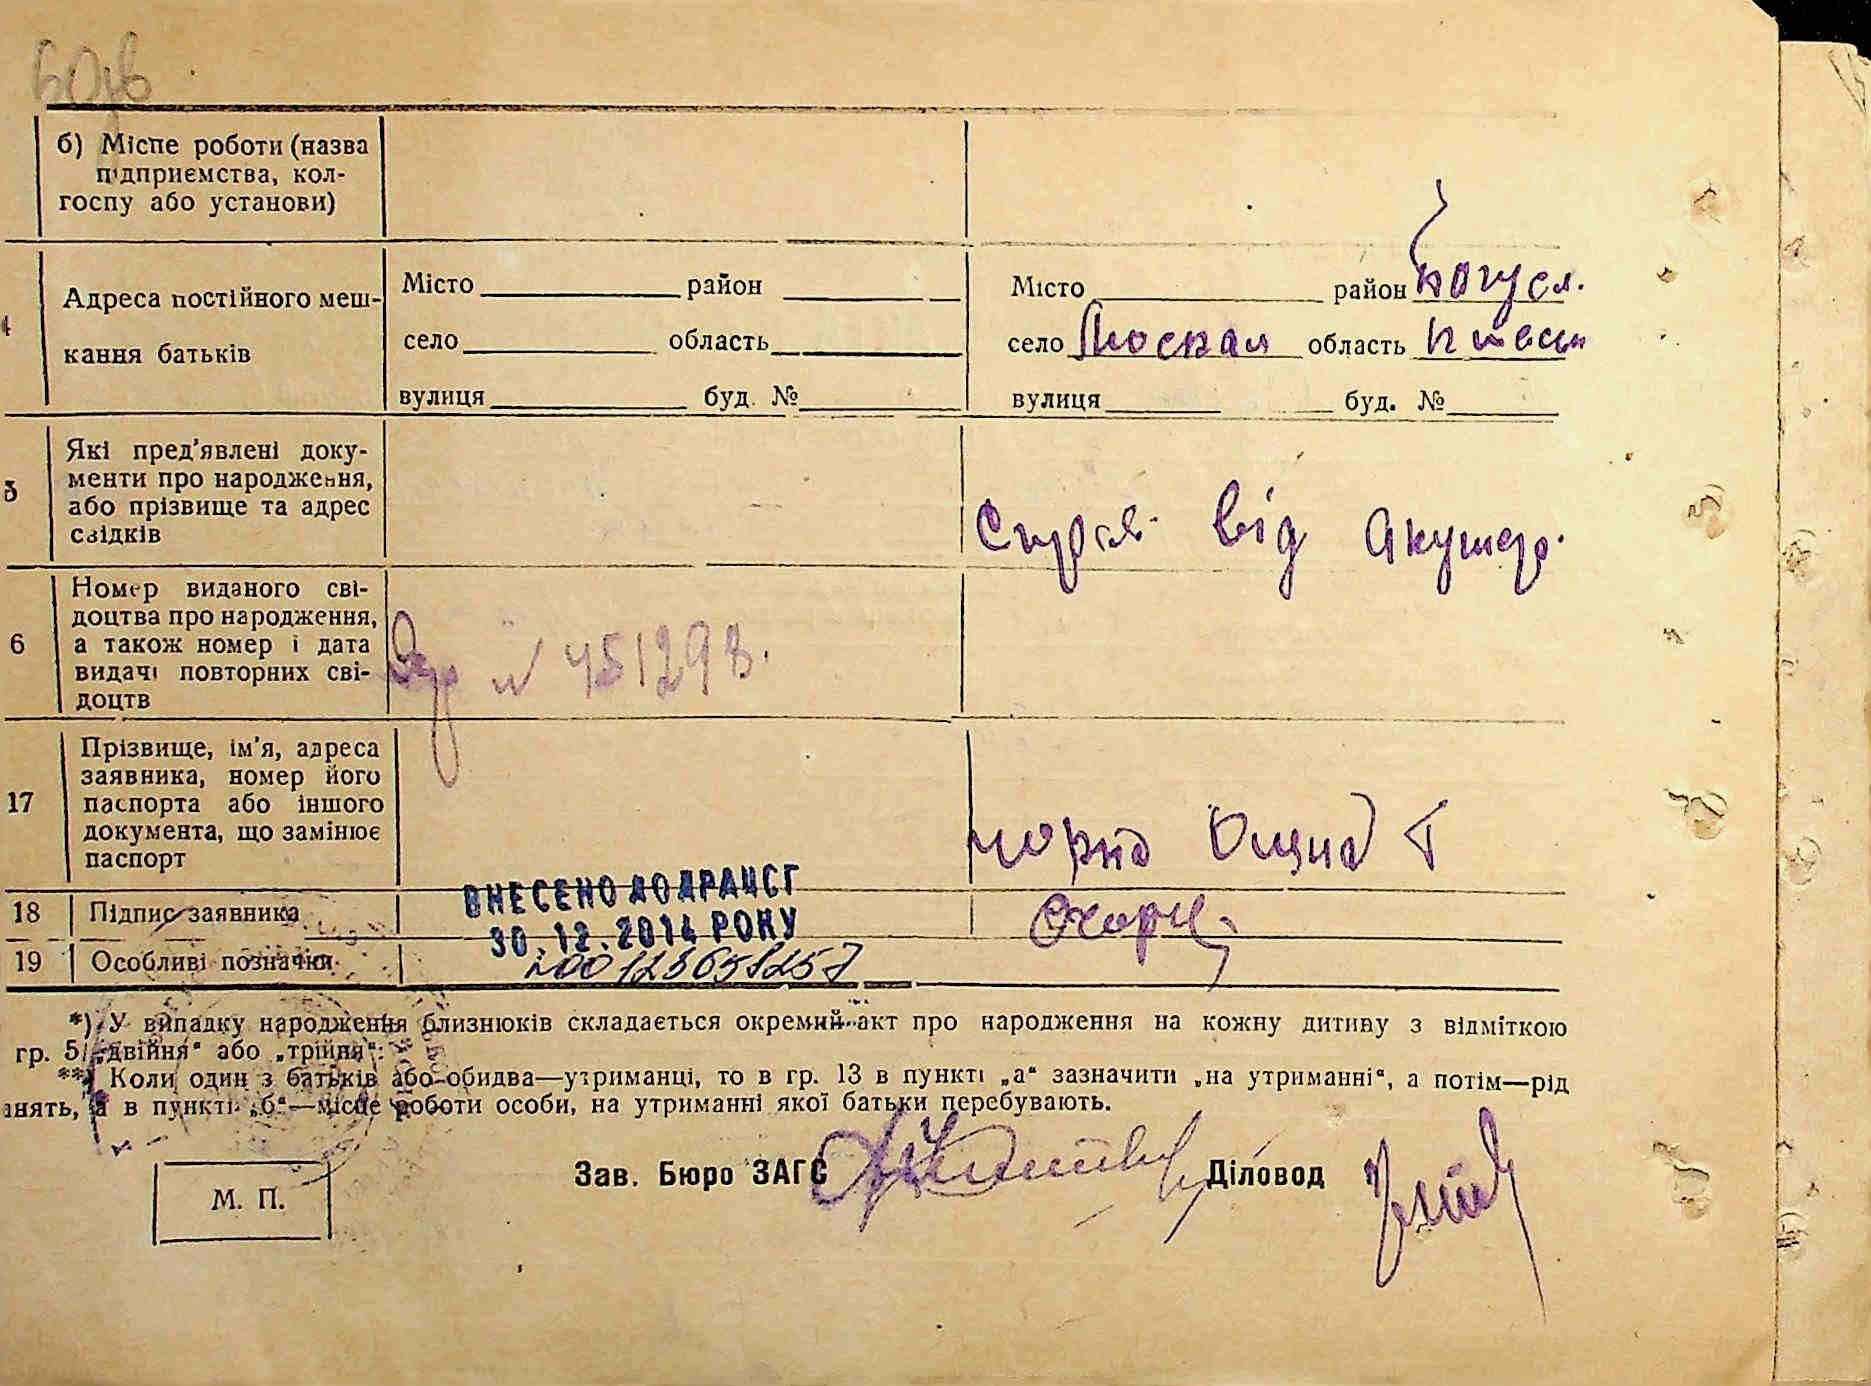 б) Місце роботи (назва
підприємства, кол-
госпу або установи)
Адреса постійного меш-
кання батьків
Місто район
село область
вулиця буд. №
Місто район Богусл.
село область Київськ
вулиця буд. №
5
Які пред'явлені доку-
менти про народження,
або прізвище та адрес
свідків
від акушер.
6
Номер виданого сві-
доцтва про народження,
а також номер і дата
видачі повторних сві-
доцтв
№ 451298.
17
Прізвище, ім'я, адреса
заявника, номер його
паспорта або іншого
документа, що замінює
паспорт
Чорна Г
18 Підпис заявника
ВНЕСЕНО ДО ДРАЦСГ
30.12.2014 РОКУ
19 Особливі позначки
00123658257
*) У випадку народження близнюків складається окремий акт про народження на кожну дитину з відміткою
гр. 5 „двійня“ або „трійня“.
**) Коли один з батьків або обидва—утриманці, то в гр. 13 в пункті „а“ зазначити „на утриманні“, а потім—рід
анять, а в пункті „б“—місце роботи особи, на утриманні якої батьки перебувають.
Зав. Бюро ЗАГС Діловод
М. П.